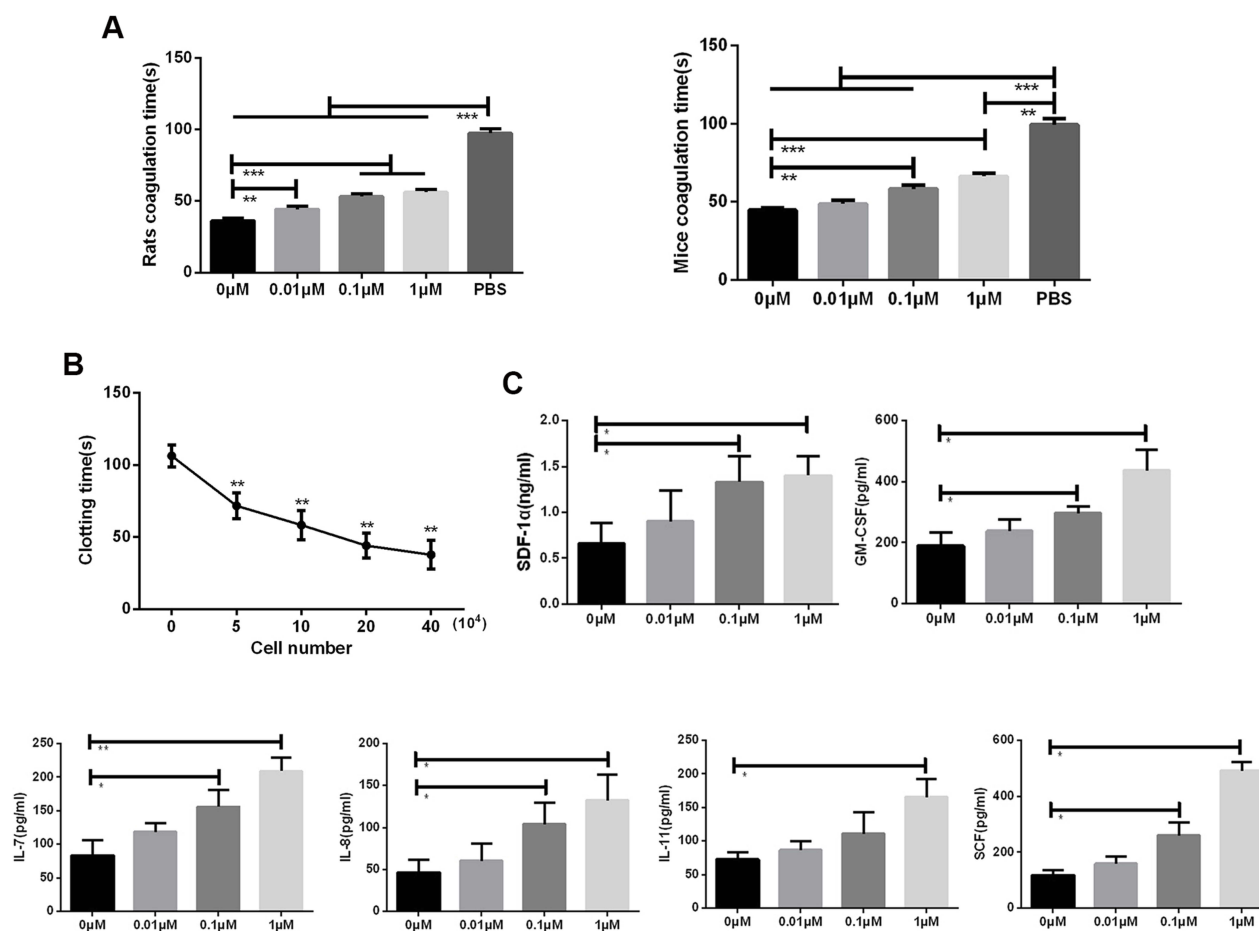 A
Rats coagulation time(s)
150
100
50
0
***
***
**
0μM 0.01μM 0.1μM 1μM PBS
Mice coagulation time(s)
150
100
50
0
***
**
***
**
0μM 0.01μM 0.1μM 1μM PBS
B
Clotting time(s)
150
100
50
0
** ** ** **
0 5 10 20 40 (10⁴)
Cell number
C
SDF-1α(ng/ml)
2.0
1.5
1.0
0.5
0.0
*
*
0μM 0.01μM 0.1μM 1μM
GM-CSF(pg/ml)
600
400
200
0
*
*
0μM 0.01μM 0.1μM 1μM
IL-7(pg/ml)
250
200
150
100
50
0
**
*
0μM 0.01μM 0.1μM 1μM
IL-8(pg/ml)
200
150
100
50
0
*
*
0μM 0.01μM 0.1μM 1μM
IL-11(pg/ml)
250
200
150
100
50
0
*
0μM 0.01μM 0.1μM 1μM
SCF(pg/ml)
600
400
200
0
*
*
0μM 0.01μM 0.1μM 1μM